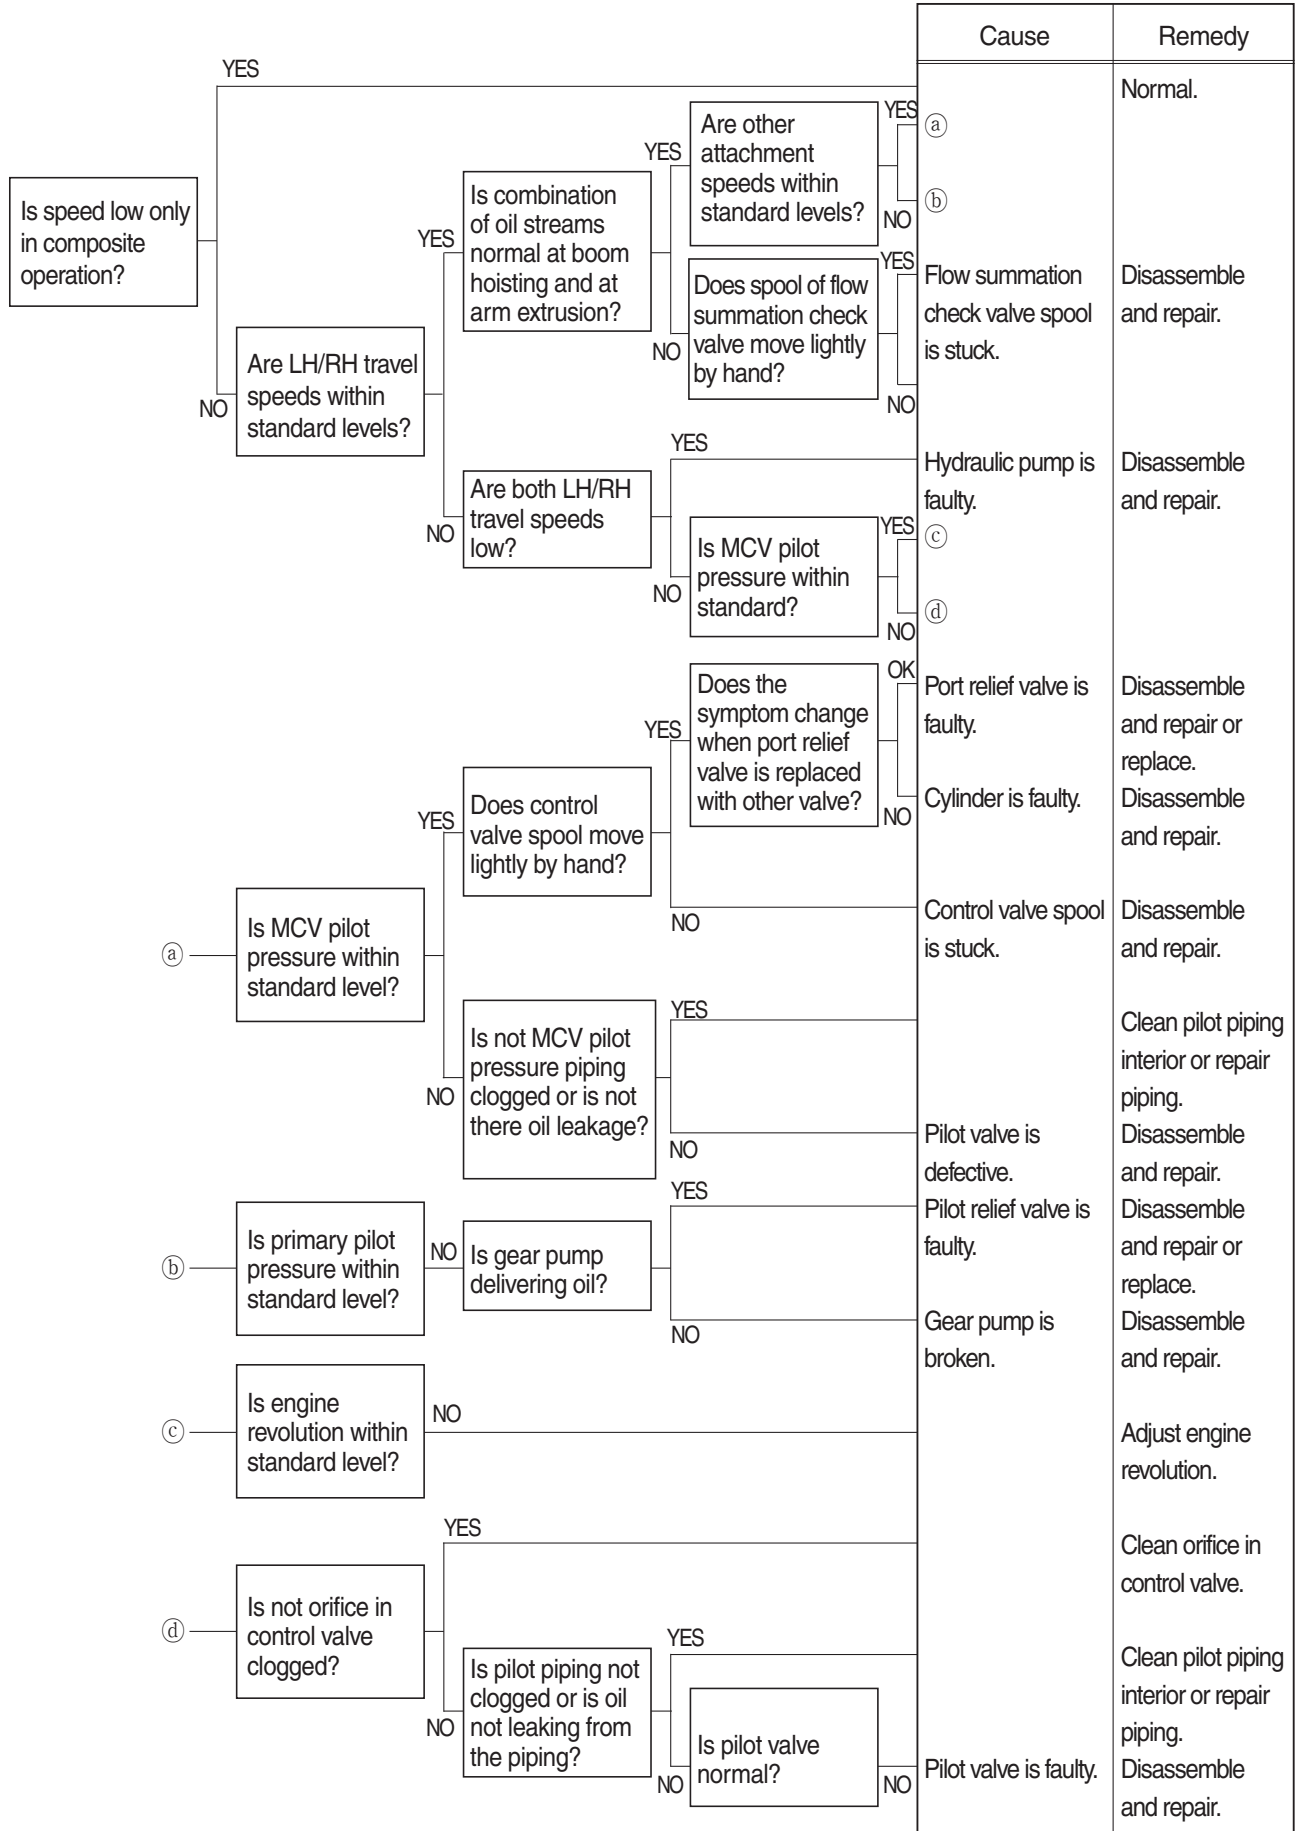 Cause
Remedy
YES
Normal.
Is speed low only
in composite
operation?
NO
Are LH/RH travel
speeds within
standard levels?
YES
Is combination
of oil streams
normal at boom
hoisting and at
arm extrusion?
YES
Are other
attachment
speeds within
standard levels?
YES
ⓐ
NO
ⓑ
NO
Does spool of flow
summation check
valve move lightly
by hand?
YES
NO
Flow summation
check valve spool
is stuck.
Disassemble
and repair.
NO
Are both LH/RH
travel speeds
low?
YES
Hydraulic pump is
faulty.
Disassemble
and repair.
NO
Is MCV pilot
pressure within
standard?
YES
ⓒ
NO
ⓓ
ⓐ
Is MCV pilot
pressure within
standard level?
YES
Does control
valve spool move
lightly by hand?
YES
Does the
symptom change
when port relief
valve is replaced
with other valve?
OK
Port relief valve is
faulty.
Disassemble
and repair or
replace.
NO
Cylinder is faulty.
Disassemble
and repair.
NO
Control valve spool
is stuck.
Disassemble
and repair.
NO
Is not MCV pilot
pressure piping
clogged or is not
there oil leakage?
YES
Clean pilot piping
interior or repair
piping.
NO
Pilot valve is
defective.
Disassemble
and repair.
ⓑ
Is primary pilot
pressure within
standard level?
NO
Is gear pump
delivering oil?
YES
Pilot relief valve is
faulty.
Disassemble
and repair or
replace.
NO
Gear pump is
broken.
Disassemble
and repair.
ⓒ
Is engine
revolution within
standard level?
NO
Adjust engine
revolution.
ⓓ
Is not orifice in
control valve
clogged?
YES
Clean orifice in
control valve.
NO
Is pilot piping not
clogged or is oil
not leaking from
the piping?
YES
Clean pilot piping
interior or repair
piping.
NO
Is pilot valve
normal?
NO
Pilot valve is faulty.
Disassemble
and repair.